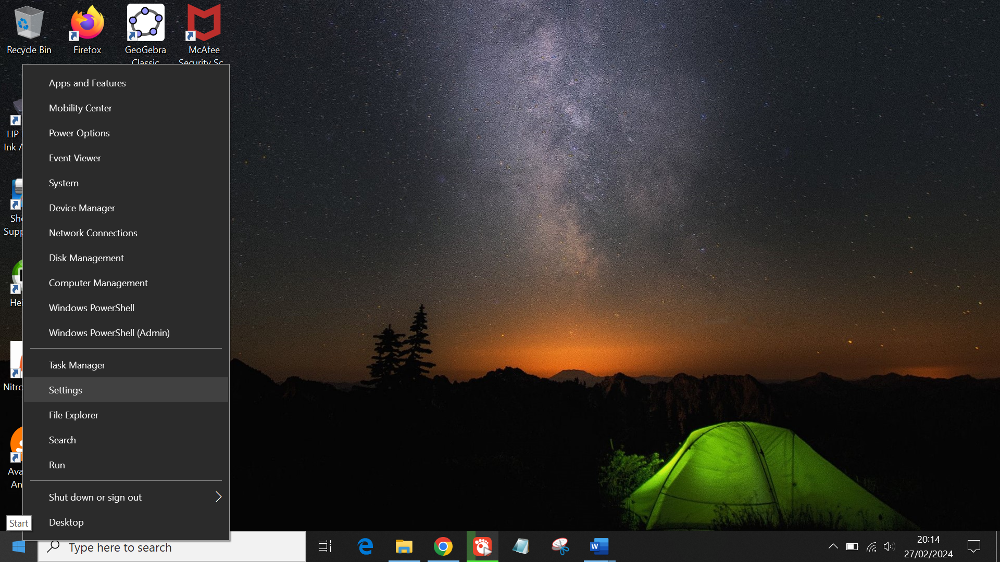 Recycle Bin
Firefox
GeoGebra
Classic
McAfee
Security Sc
HP
Ink A
Sho
Supp
Hei
Nitro
Ava
An
Apps and Features
Mobility Center
Power Options
Event Viewer
System
Device Manager
Network Connections
Disk Management
Computer Management
Windows PowerShell
Windows PowerShell (Admin)
Task Manager
Settings
File Explorer
Search
Run
Shut down or sign out
Desktop
Start
Type here to search
W
20:14
27/02/2024